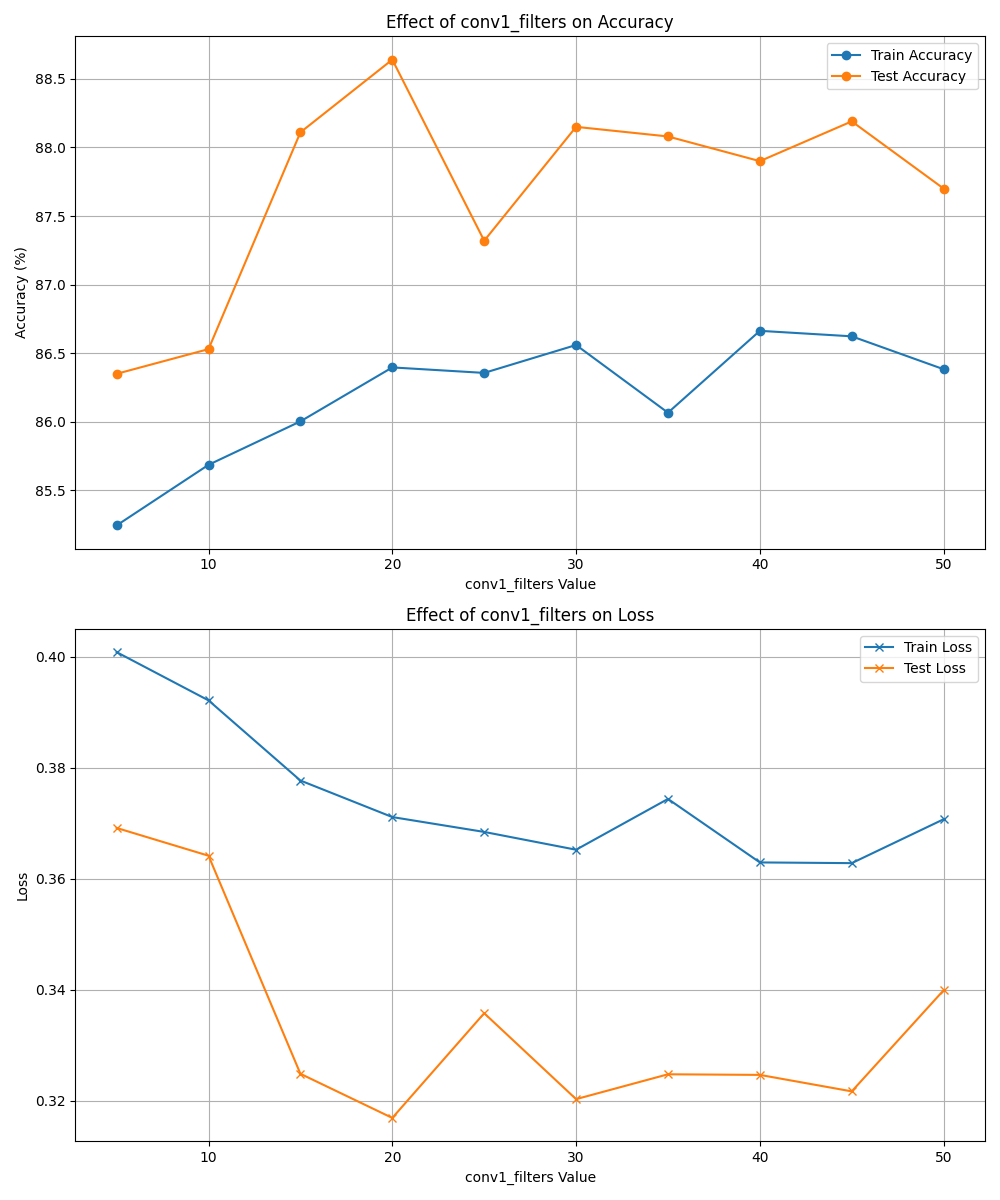 Effect of conv1_filters on Accuracy
Train Accuracy
Test Accuracy
Accuracy (%)
88.5
88.0
87.5
87.0
86.5
86.0
85.5
10 20 30 40 50
conv1_filters Value
Effect of conv1_filters on Loss
Train Loss
Test Loss
Loss
0.40
0.38
0.36
0.34
0.32
10 20 30 40 50
conv1_filters Value